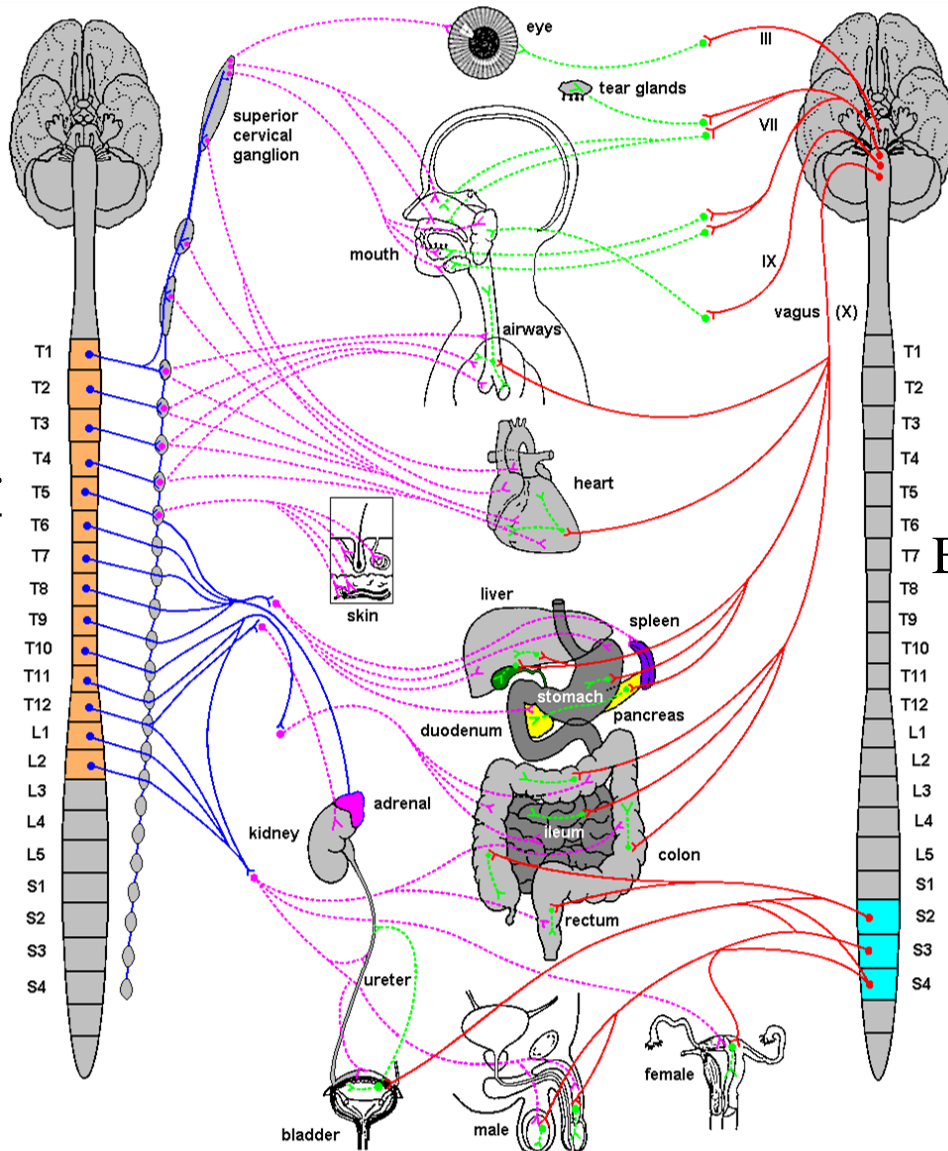 eye
III
tear glands
superior
cervical
ganglion
VII
mouth
IX
airways
vagus (X)
T1
T2
T3
T4
T5
T6
T7
T8
T9
T10
T11
T12
L1
L2
L3
L4
L5
S1
S2
S3
S4
heart
skin
liver
spleen
stomach
pancreas
duodenum
adrenal
kidney
ileum
colon
rectum
ureter
bladder
male
female
T1
T2
T3
T4
T5
T6
T7
T8
T9
T10
T11
T12
L1
L2
L3
L4
L5
S1
S2
S3
S4